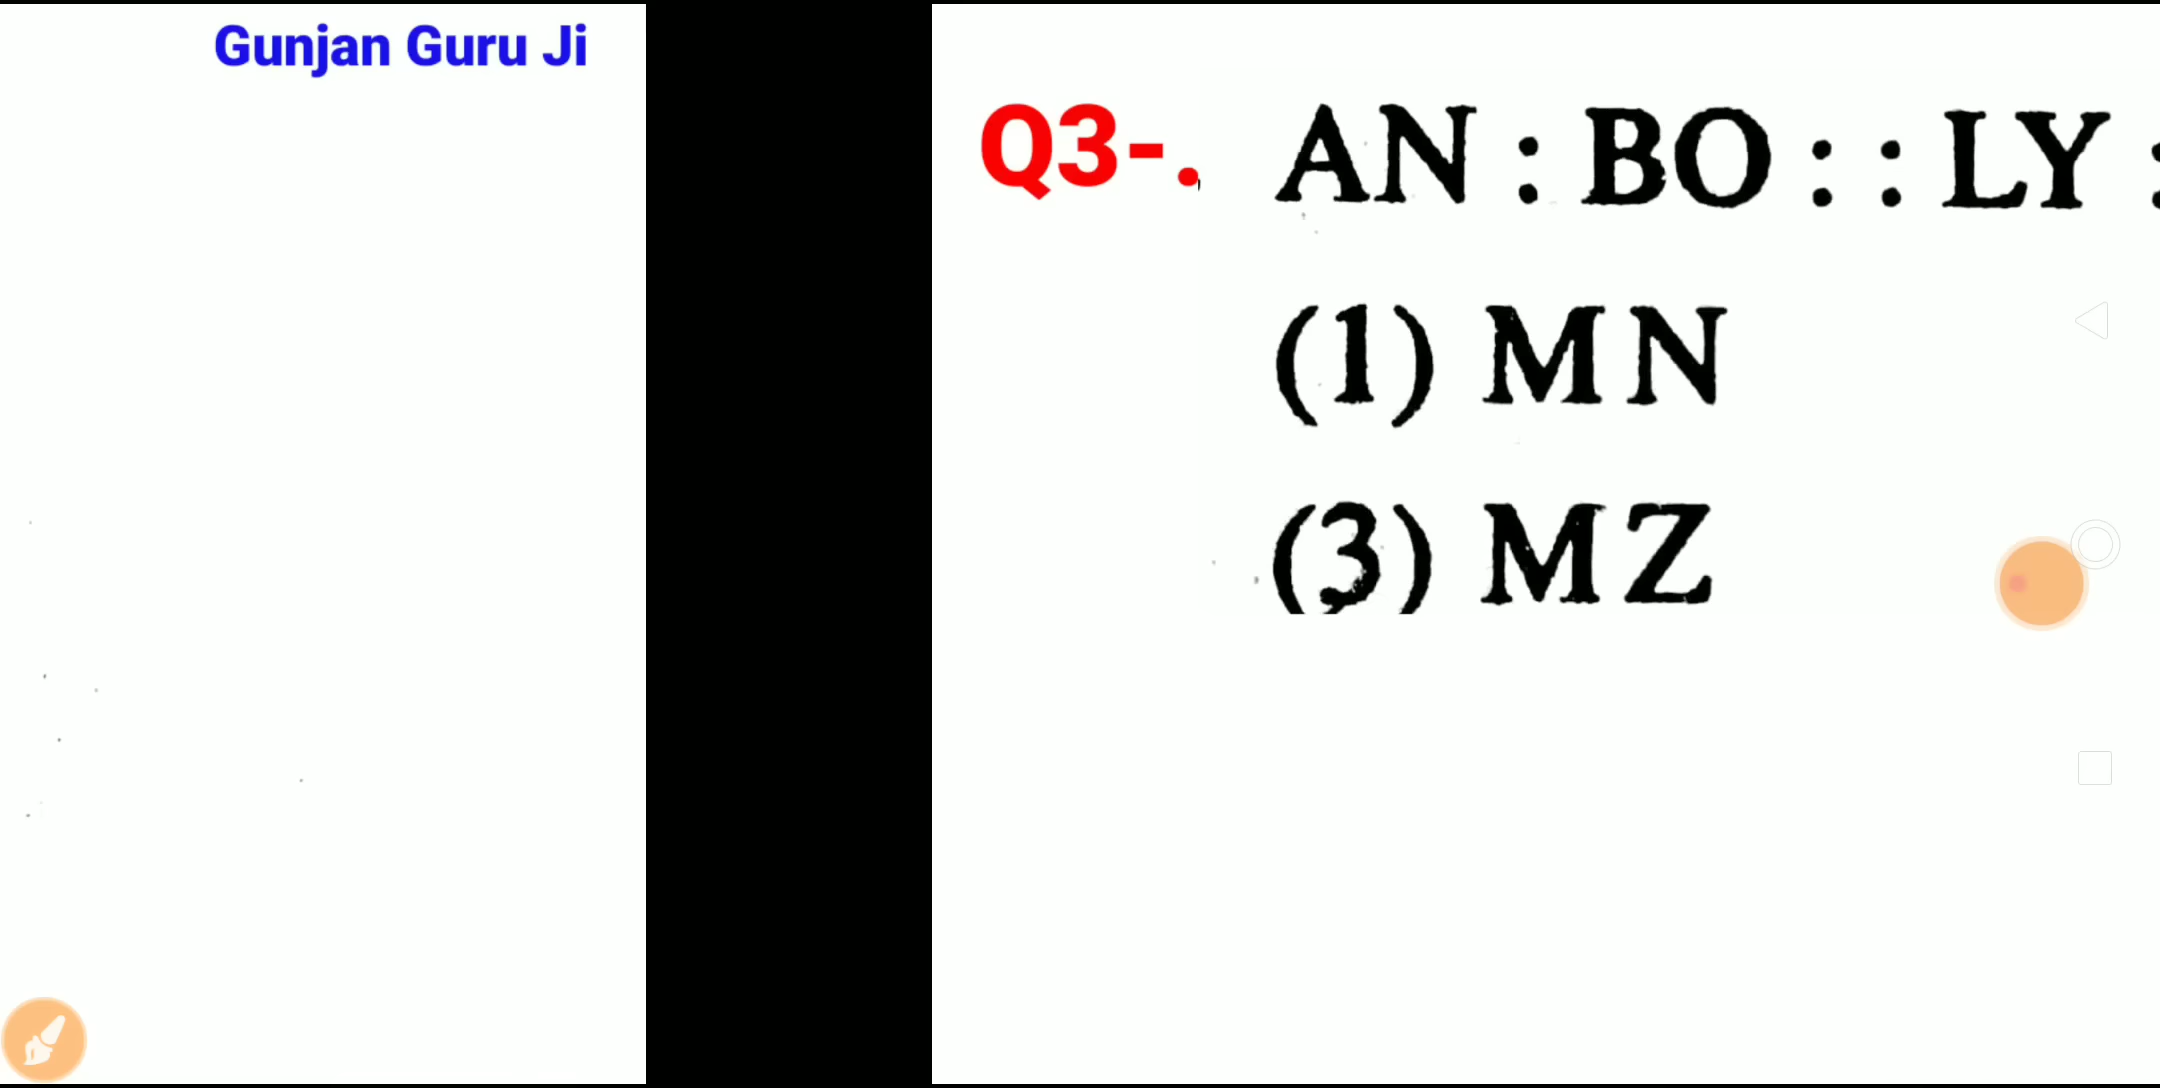 Gunjan Guru Ji
Q3-. AN : BO : : LY :
(1) MN
(3) MZ